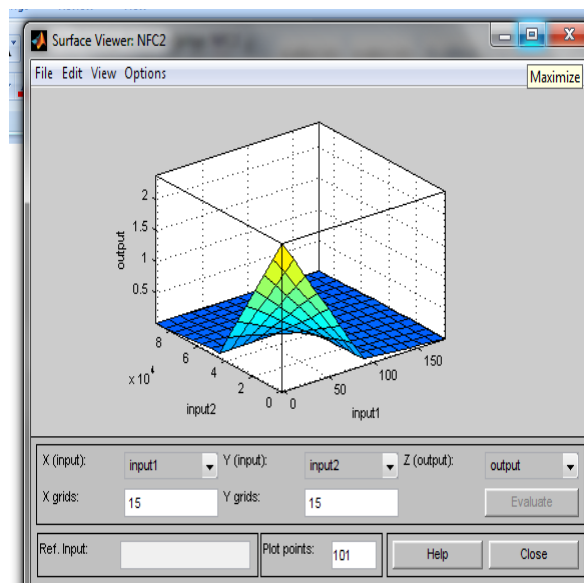 Surface Viewer: NFC2
File Edit View Options
Maximize
2
1.5
1
0.5
output
8
6
4
2
0
x 10
input2
0
50
100
150
input1
X (input): input1 Y (input): input2 Z (output): output
X grids: 15 Y grids: 15 Evaluate
Ref. Input: Plot points: 101 Help Close